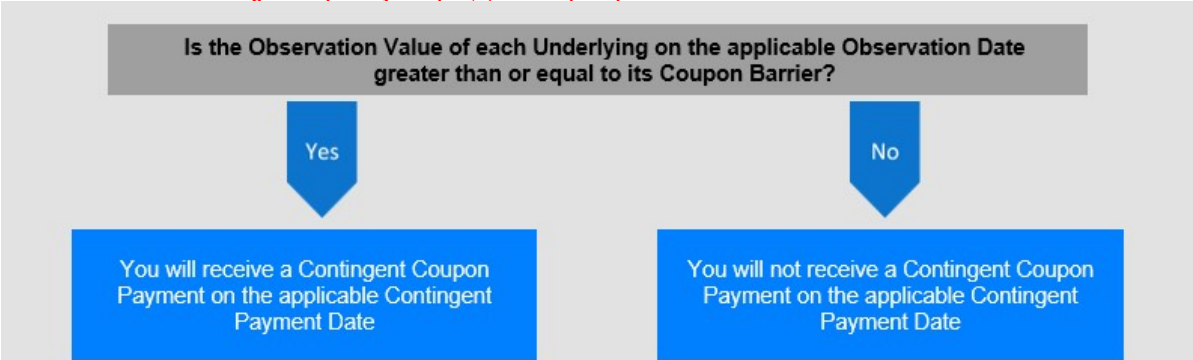 Is the Observation Value of each Underlying on the applicable Observation Date
greater than or equal to its Coupon Barrier?
Yes
No
You will receive a Contingent Coupon
Payment on the applicable Contingent
Payment Date
You will not receive a Contingent Coupon
Payment on the applicable Contingent
Payment Date